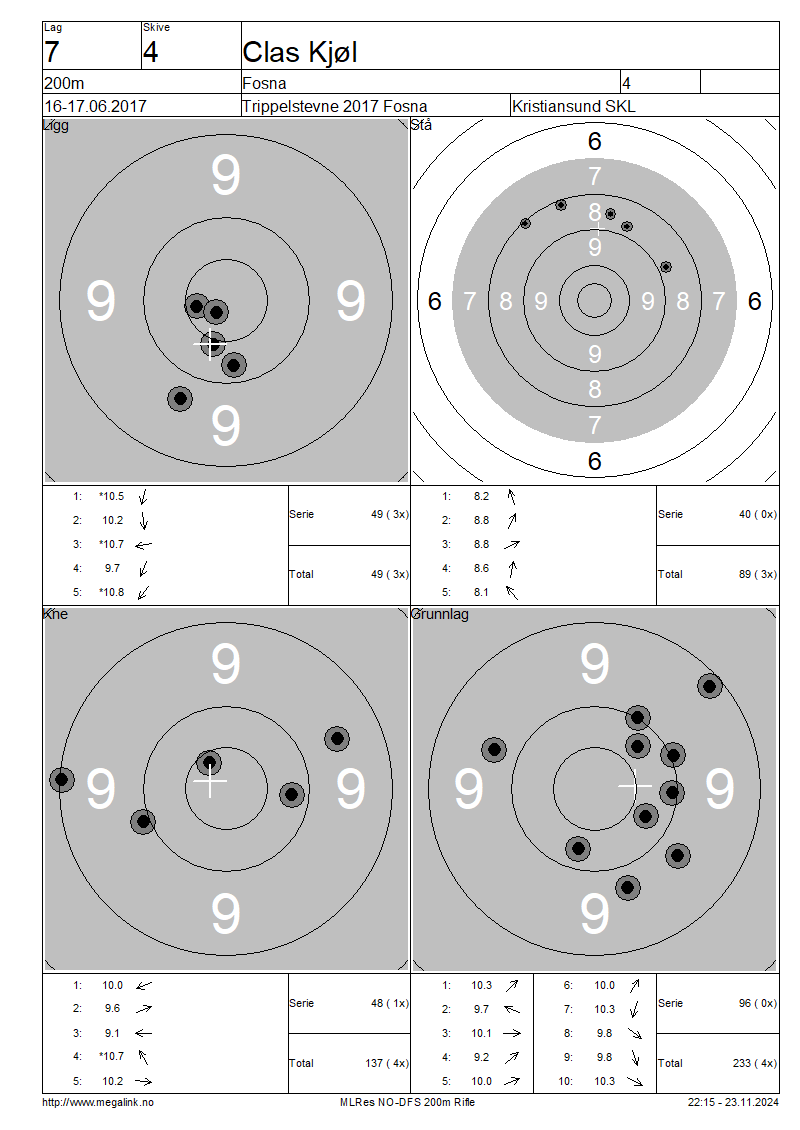 Lag Skive
7 4 Clas Kjøl
200m Fosna 4
16-17.06.2017 Trippelstevne 2017 Fosna Kristiansund SKL
Ligg
9
9 9
9
Stå
6
7
8
9
6 7 8 9 9 8 7 6
9
8
7
6
1: *10.5
2: 10.2
3: *10.7
4: 9.7
5: *10.8
Serie 49 ( 3x)
Total 49 ( 3x)
1: 8.2
2: 8.8
3: 8.8
4: 8.6
5: 8.1
Serie 40 ( 0x)
Total 89 ( 3x)
Kne
9
9 9
9
Grunnlag
9
9 9
9
1: 10.0
2: 9.6
3: 9.1
4: *10.7
5: 10.2
Serie 48 ( 1x)
Total 137 ( 4x)
1: 10.3 6: 10.0
2: 9.7 7: 10.3
3: 10.1 8: 9.8
4: 9.2 9: 9.8
5: 10.0 10: 10.3
Serie 96 ( 0x)
Total 233 ( 4x)
http://www.megalink.no MLRes NO-DFS 200m Rifle 22:15 - 23.11.2024